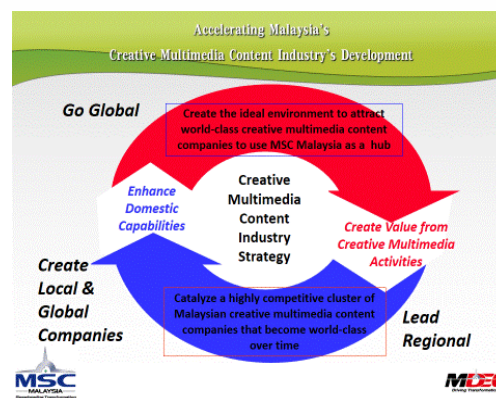 Accelerating Malaysia's
Creative Multimedia Content Industry's Development
Go Global
Create the ideal environment to attract
world-class creative multimedia content
companies to use MSC Malaysia as a hub
Enhance
Domestic
Capabilities
Creative
Multimedia
Content
Industry
Strategy
Create Value from
Creative Multimedia
Activities
Create
Local &
Global
Companies
Catalyze a highly competitive cluster of
Malaysian creative multimedia content
companies that become world-class
over time
Lead
Regional
MSC
MALAYSIA
MDEC
Driving Transformation